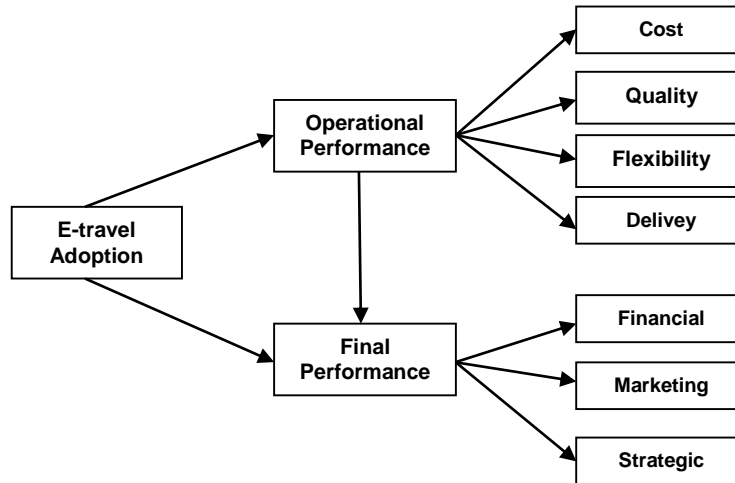 Cost
Quality
Operational
Performance
Flexibility
Delivey
E-travel
Adoption
Financial
Final
Performance
Marketing
Strategic